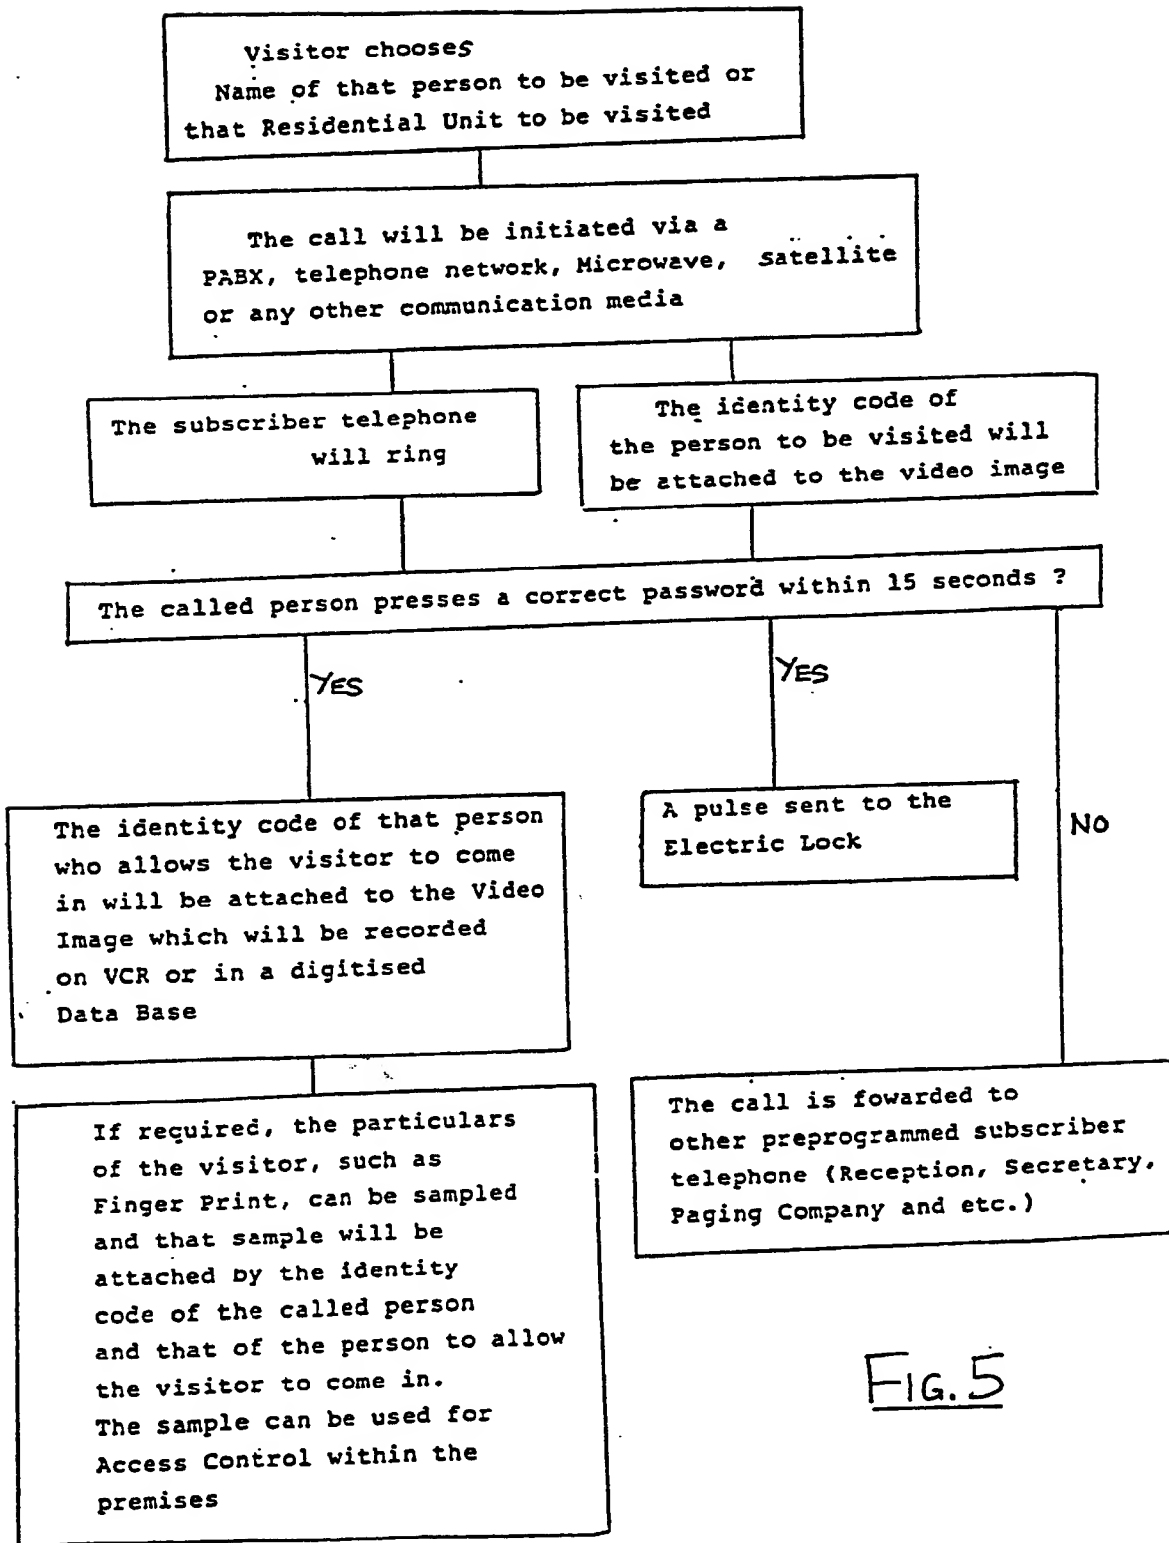 Visitor chooses
Name of that person to be visited or
that Residential Unit to be visited
The call will be initiated via a
PABX, telephone network, Microwave, satellite
or any other communication media
The subscriber telephone
will ring
The identity code of
the person to be visited will
be attached to the video image
The called person presses a correct password within 15 seconds ?
YES
YES
NO
The identity code of that person
who allows the visitor to come
in will be attached to the Video
Image which will be recorded
on VCR or in a digitised
Data Base
A pulse sent to the
Electric Lock
If required, the particulars
of the visitor, such as
Finger Print, can be sampled
and that sample will be
attached by the identity
code of the called person
and that of the person to allow
the visitor to come in.
The sample can be used for
Access Control within the
premises
The call is fowarded to
other preprogrammed subscriber
telephone (Reception, Secretary,
Paging Company and etc.)
FIG. 5